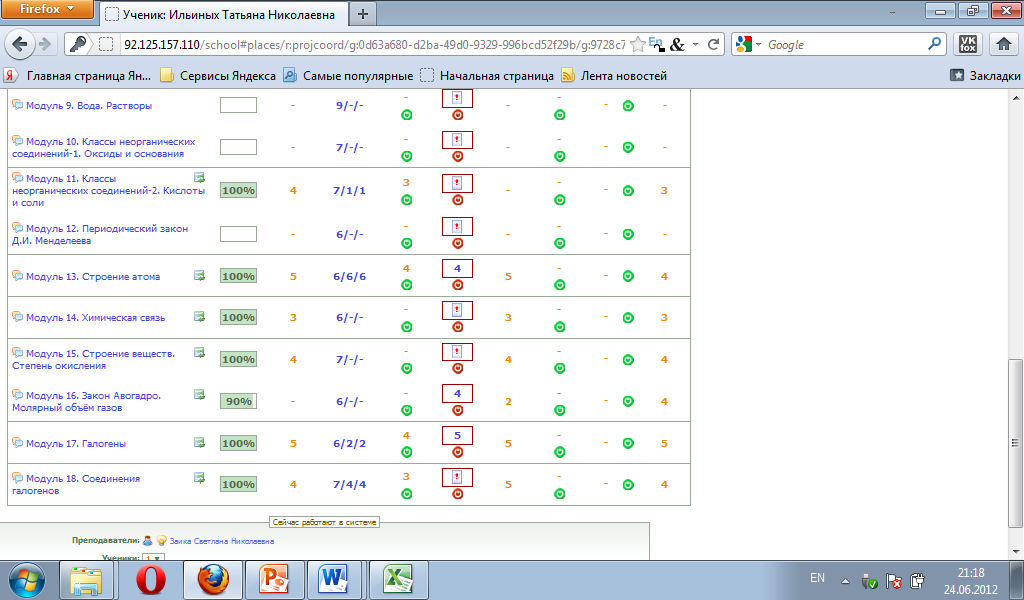 Firefox
Ученик: Ильиных Татьяна Николаевна
92.125.157.110/school#places/r:projcoord/g:0d63a680-d2ba-49d0-9329-996bcd52f29b/g:9728c7
En
&
Google
VK fox
Главная страница Ян...
Сервисы Яндекса
Самые популярные
Начальная страница
Лента новостей
Закладки
Модуль 9. Вода. Растворы - 9/-/- - ! - - - -
Модуль 10. Классы неорганических
соединений-1. Оксиды и основания - 7/-/- - ! - - - -
Модуль 11. Классы
неорганических соединений-2. Кислоты
и соли 100% 4 7/1/1 3 ! - - - 3
Модуль 12. Периодический закон
Д.И. Менделеева - 6/-/- - ! - - - -
Модуль 13. Строение атома 100% 5 6/6/6 4 4 5 - - 4
Модуль 14. Химическая связь 100% 3 6/-/- - ! 3 - - 3
Модуль 15. Строение веществ.
Степень окисления 100% 4 7/-/- - ! 4 - - 4
Модуль 16. Закон Авогадро.
Молярный объём газов 90% - 6/-/- - 4 2 - - 4
Модуль 17. Галогены 100% 5 6/2/2 4 5 5 - - 5
Модуль 18. Соединения
галогенов 100% 4 7/4/4 3 ! 5 - - 4
Сейчас работают в системе
Преподаватели: Заика Светлана Николаевна
Ученики: 1
EN
21:18
24.06.2012